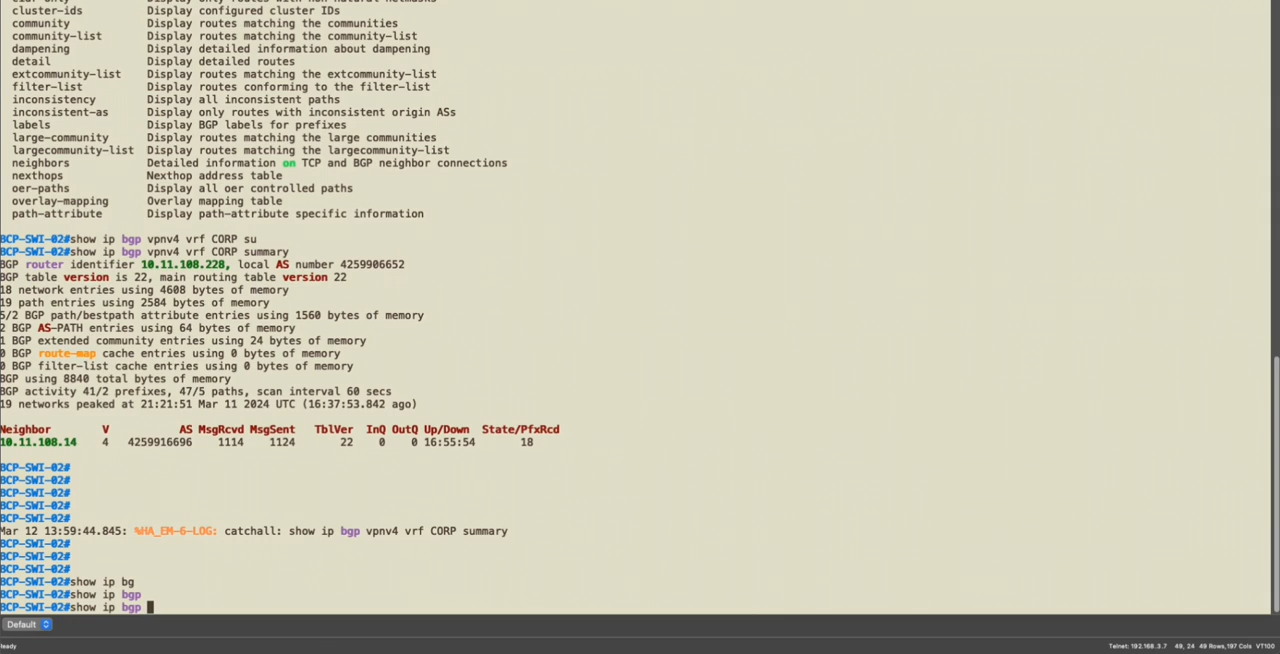 cluster-ids Display configured cluster IDs
community Display routes matching the communities
community-list Display routes matching the community-list
dampening Display detailed information about dampening
detail Display detailed routes
extcommunity-list Display routes matching the extcommunity-list
filter-list Display routes conforming to the filter-list
inconsistency Display all inconsistent paths
inconsistent-as Display only routes with inconsistent origin ASs
labels Display BGP labels for prefixes
large-community Display routes matching the large communities
largecommunity-list Display routes matching the largecommunity-list
neighbors Detailed information on TCP and BGP neighbor connections
nexthops Nexthop address table
oer-paths Display all oer controlled paths
overlay-mapping Overlay mapping table
path-attribute Display path-attribute specific information
BCP-SWI-02#show ip bgp vpnv4 vrf CORP su
BCP-SWI-02#show ip bgp vpnv4 vrf CORP summary
BGP router identifier 10.11.108.228, local AS number 4259906652
BGP table version is 22, main routing table version 22
18 network entries using 4608 bytes of memory
19 path entries using 2584 bytes of memory
5/2 BGP path/bestpath attribute entries using 1560 bytes of memory
2 BGP AS-PATH entries using 64 bytes of memory
1 BGP extended community entries using 24 bytes of memory
0 BGP route-map cache entries using 0 bytes of memory
0 BGP filter-list cache entries using 0 bytes of memory
BGP using 8840 total bytes of memory
BGP activity 41/2 prefixes, 47/5 paths, scan interval 60 secs
19 networks peaked at 21:21:51 Mar 11 2024 UTC (16:37:53.842 ago)
Neighbor V AS MsgRcvd MsgSent TblVer InQ OutQ Up/Down State/PfxRcd
10.11.108.14 4 4259916696 1114 1124 22 0 0 16:55:54 18
BCP-SWI-02#
BCP-SWI-02#
BCP-SWI-02#
BCP-SWI-02#
BCP-SWI-02#
Mar 12 13:59:44.845: %HA_EM-6-LOG: catchall: show ip bgp vpnv4 vrf CORP summary
BCP-SWI-02#
BCP-SWI-02#
BCP-SWI-02#
BCP-SWI-02#show ip bg
BCP-SWI-02#show ip bgp
BCP-SWI-02#show ip bgp
Default
Ready Telnet: 192.168.3.7 49, 24 49 Rows,197 Cols VT100